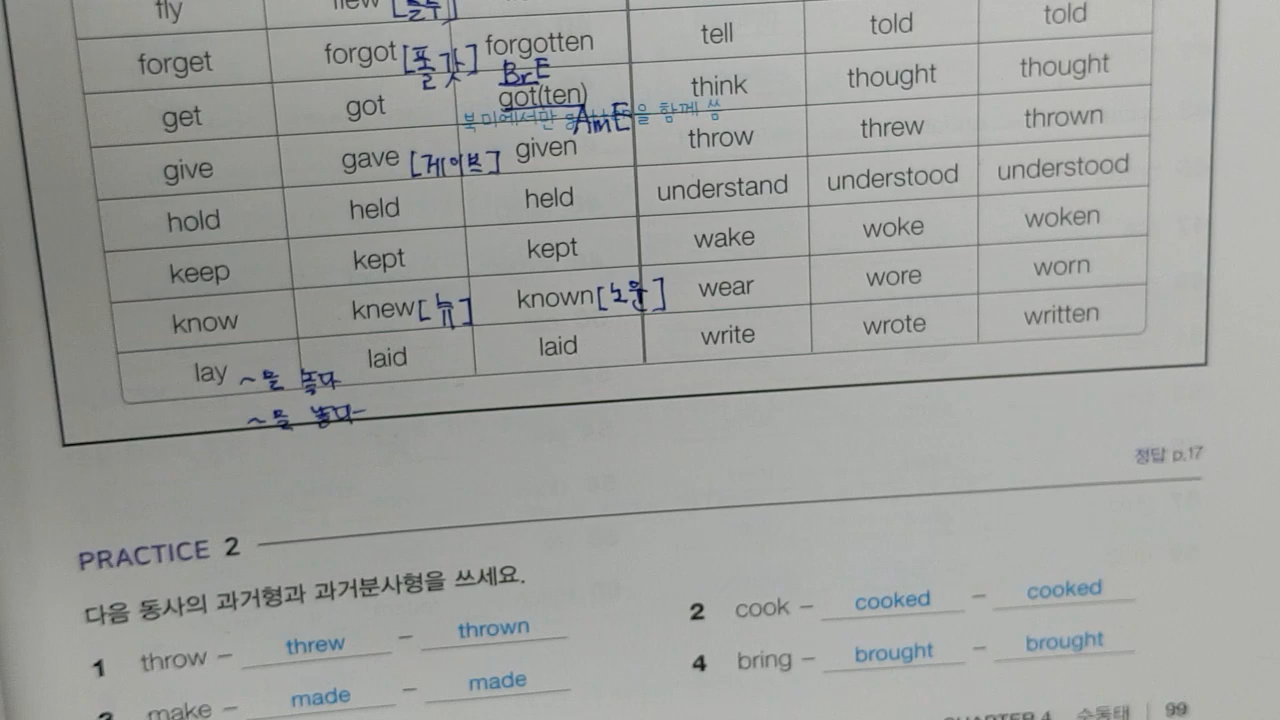 fly flew
forget forgot [폴갓] forgotten tell told told
BrE
get got got(ten) think thought thought
북미에서만 을 함께 씀
AmE
give gave [게이브] given throw threw thrown
hold held held understand understood understood
keep kept kept wake woke woken
know knew [뉴] known [노운] wear wore worn
lay laid laid write wrote written
~을 놓다
~을 놓다
정답 p.17
PRACTICE 2
다음 동사의 과거형과 과거분사형을 쓰세요.
1 throw – threw – thrown
2 cook – cooked – cooked
3 make – made – made
4 bring – brought – brought
CHAPTER 4 수동태 | 99